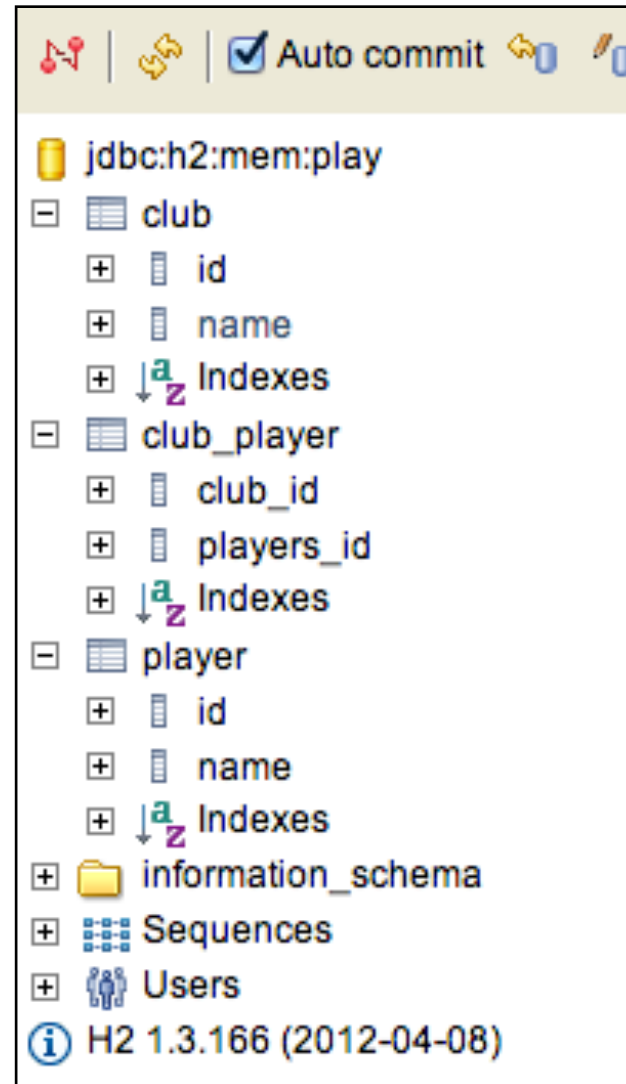 Auto commit
jdbc:h2:mem:play
club
id
name
Indexes
club_player
club_id
players_id
Indexes
player
id
name
Indexes
information_schema
Sequences
Users
H2 1.3.166 (2012-04-08)